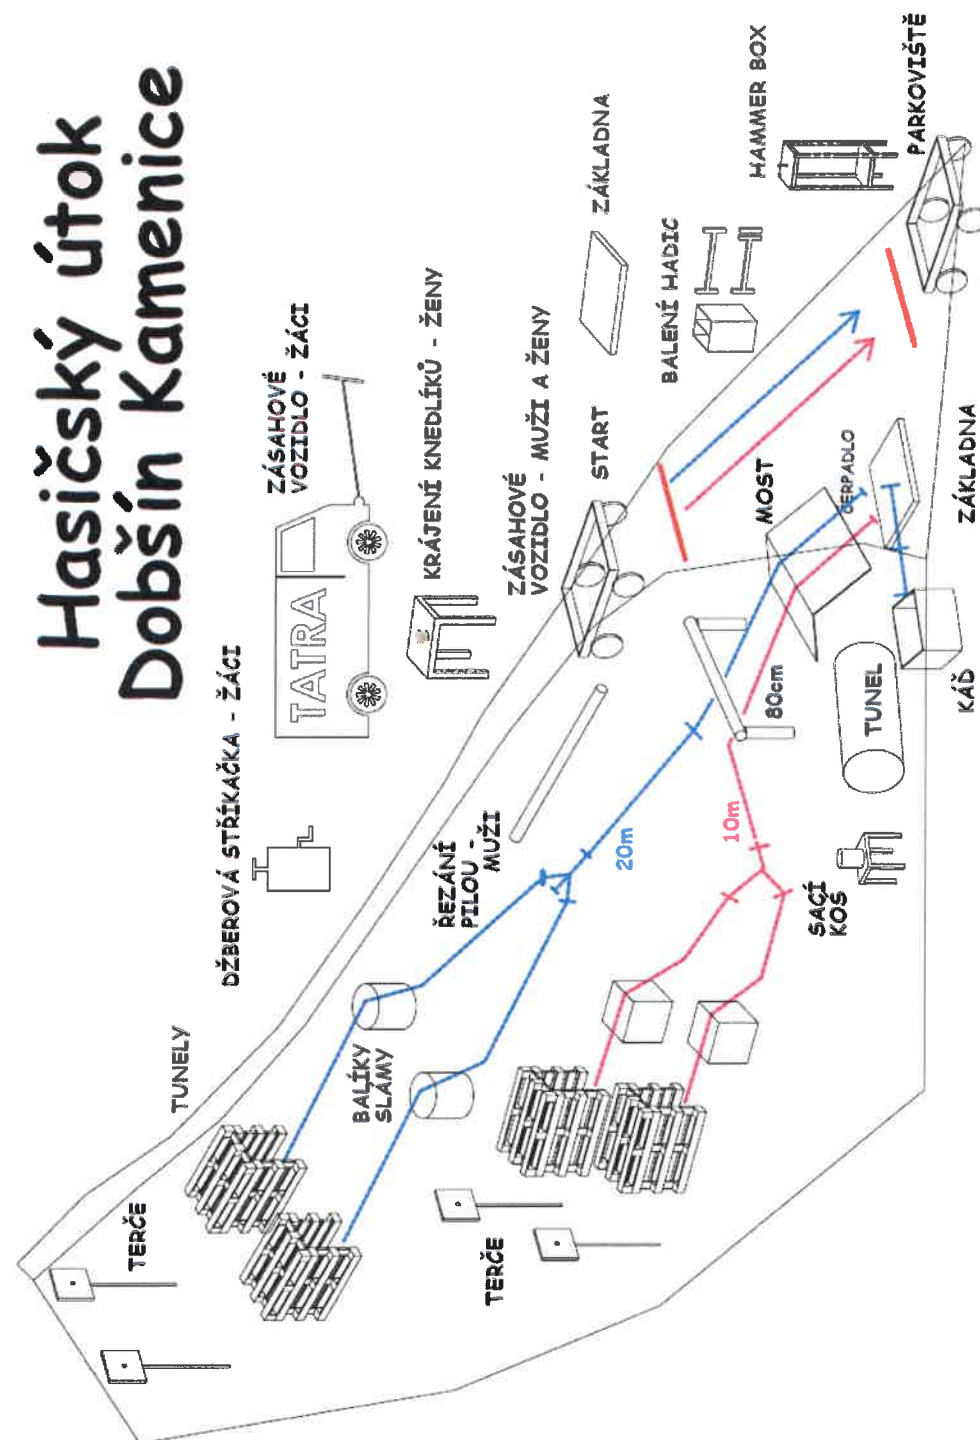 Hasičský útok
Dobšín Kamenice
DŽBEROVÁ STŘÍKAČKA - ŽÁCI
ZÁSAHOVÉ
VOZIDLO - ŽÁCI
TATRA
KRÁJENÍ KNEDLÍKŮ - ŽENY
ZÁSAHOVÉ
VOZIDLO - MUŽI A ŽENY
START
ZÁKLADNA
BALENÍ HADIC
HAMMER BOX
PARKOVIŠTĚ
TUNELY
TERČE
BALÍKY
SLÁMY
ŘEZÁNÍ
PILOU -
MUŽI
20m
10m
80cm
MOST
ČERPADLO
ZÁKLADNA
KÁĎ
TUNEL
SACÍ
KOŠ
TERČE